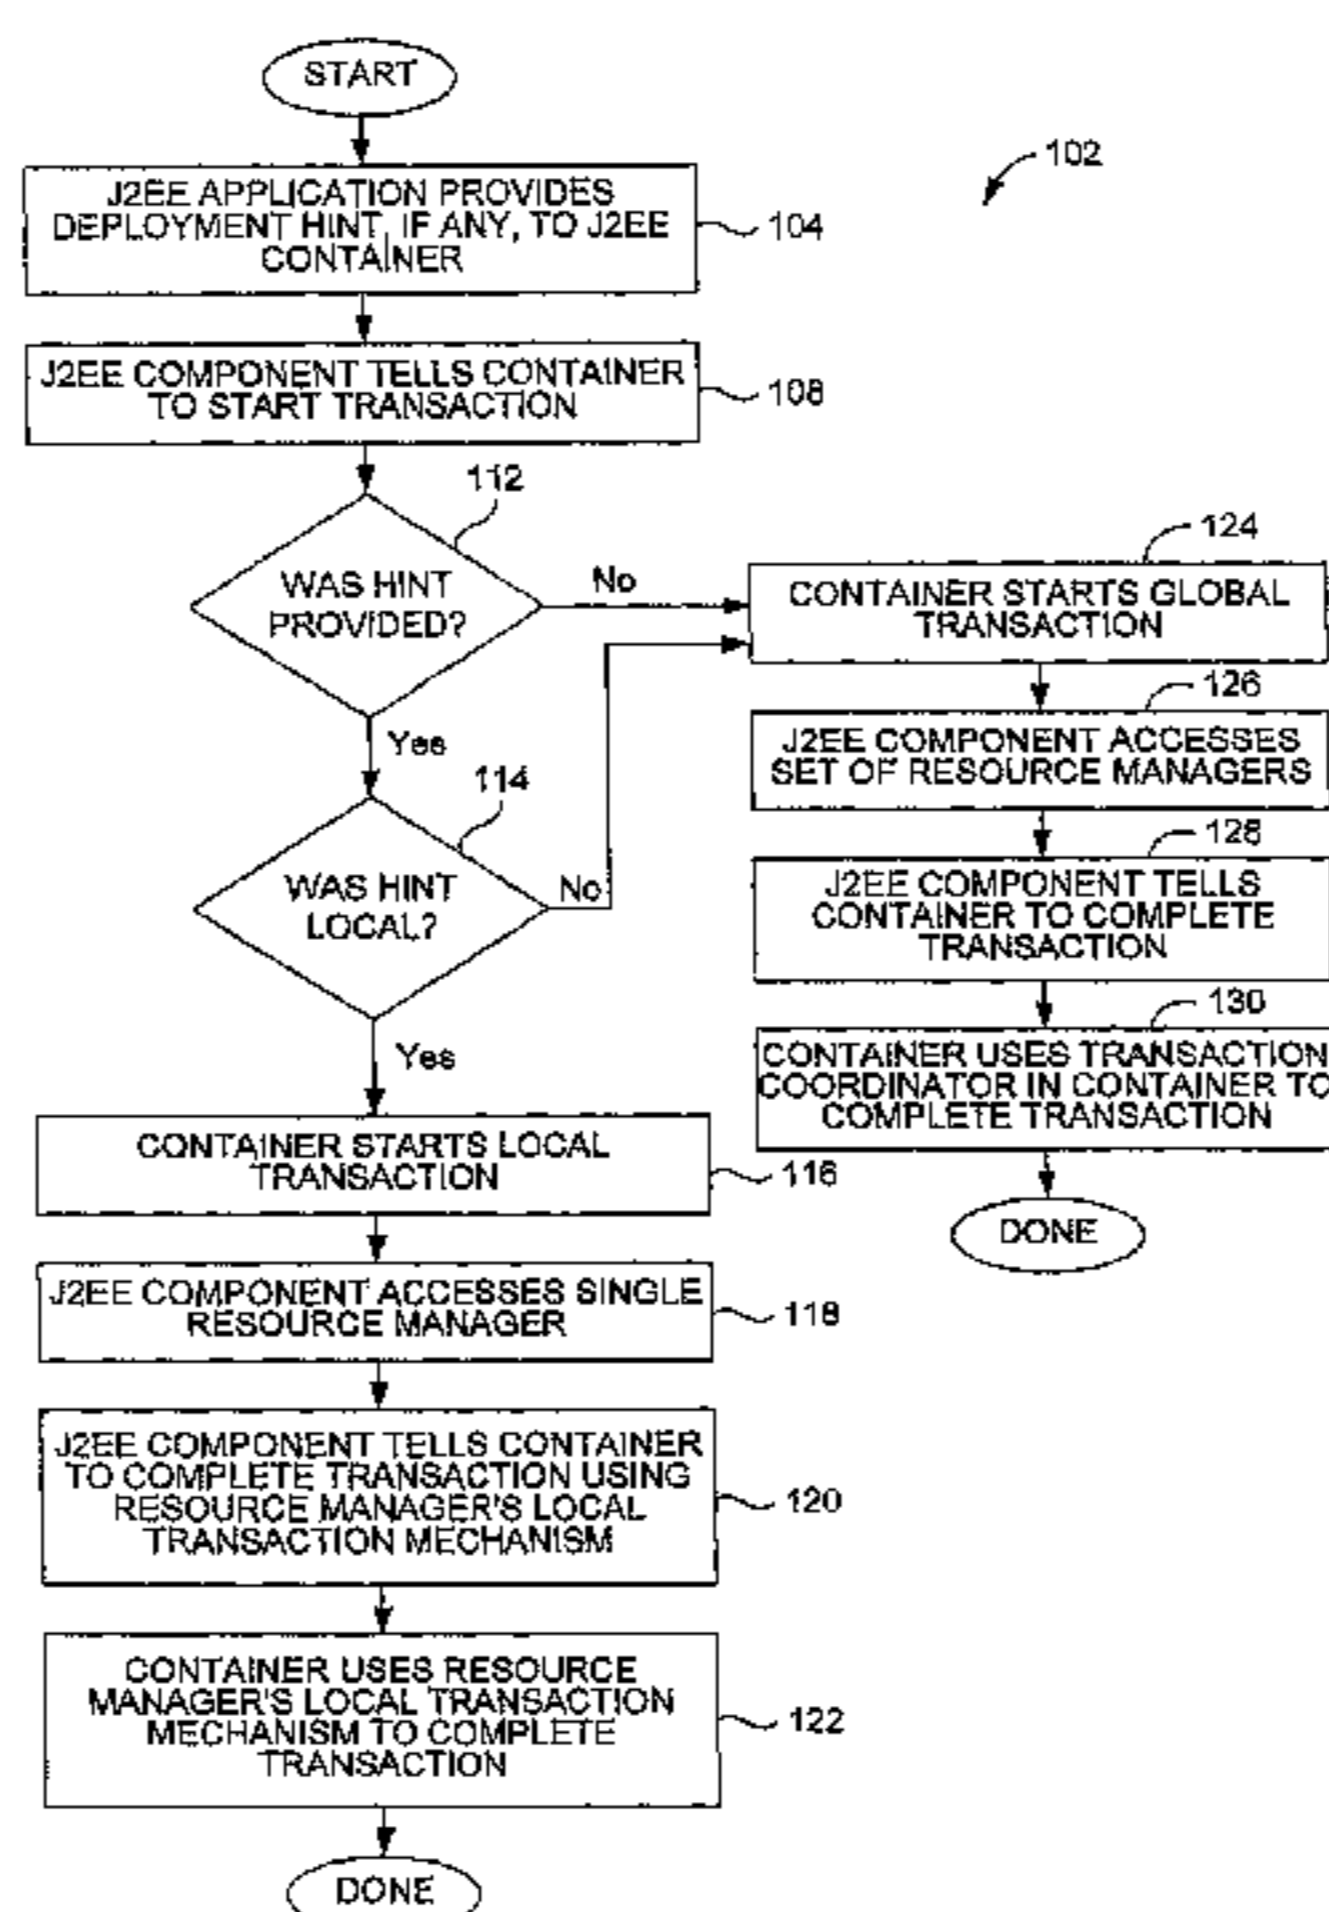 START
102
J2EE APPLICATION PROVIDES
DEPLOYMENT HINT, IF ANY, TO J2EE
CONTAINER
104
J2EE COMPONENT TELLS CONTAINER
TO START TRANSACTION
108
112
WAS HINT
PROVIDED?
No
Yes
114
WAS HINT
LOCAL?
No
Yes
CONTAINER STARTS LOCAL
TRANSACTION
116
J2EE COMPONENT ACCESSES SINGLE
RESOURCE MANAGER
118
J2EE COMPONENT TELLS CONTAINER
TO COMPLETE TRANSACTION USING
RESOURCE MANAGER'S LOCAL
TRANSACTION MECHANISM
120
CONTAINER USES RESOURCE
MANAGER'S LOCAL TRANSACTION
MECHANISM TO COMPLETE
TRANSACTION
122
DONE
124
CONTAINER STARTS GLOBAL
TRANSACTION
126
J2EE COMPONENT ACCESSES
SET OF RESOURCE MANAGERS
128
J2EE COMPONENT TELLS
CONTAINER TO COMPLETE
TRANSACTION
130
CONTAINER USES TRANSACTION
COORDINATOR IN CONTAINER TO
COMPLETE TRANSACTION
DONE